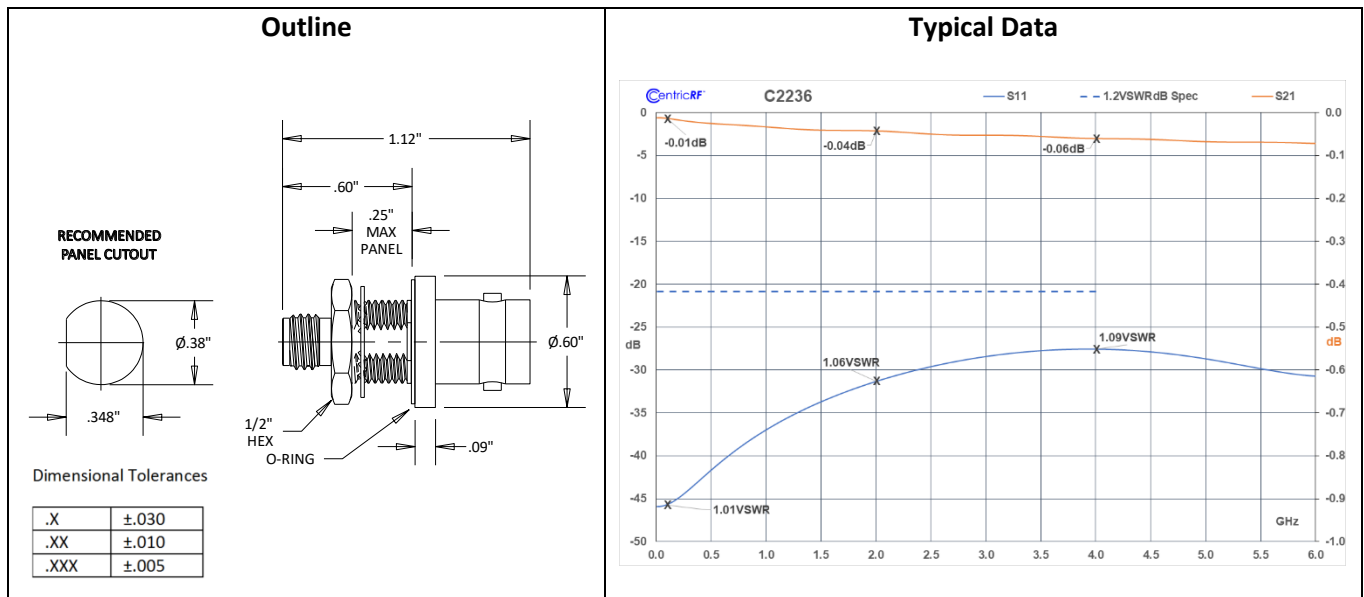 Outline
1.12"
.60"
.25"
MAX
PANEL
RECOMMENDED
PANEL CUTOUT
Ø.38"
Ø.60"
.348"
1/2"
HEX
O-RING
.09"
Dimensional Tolerances
.X ±.030
.XX ±.010
.XXX ±.005
Typical Data
CentricRF™ C2236 S11 1.2VSWRdB Spec S21
0 0.0
-0.01dB
-0.04dB
-0.06dB
-5 -0.1
-10 -0.2
-15 -0.3
-20 -0.4
-25 -0.5
dB dB
1.09VSWR
1.06VSWR
-30 -0.6
-35 -0.7
-40 -0.8
-45 -0.9
1.01VSWR
GHz
-50 -1.0
0.0 0.5 1.0 1.5 2.0 2.5 3.0 3.5 4.0 4.5 5.0 5.5 6.0